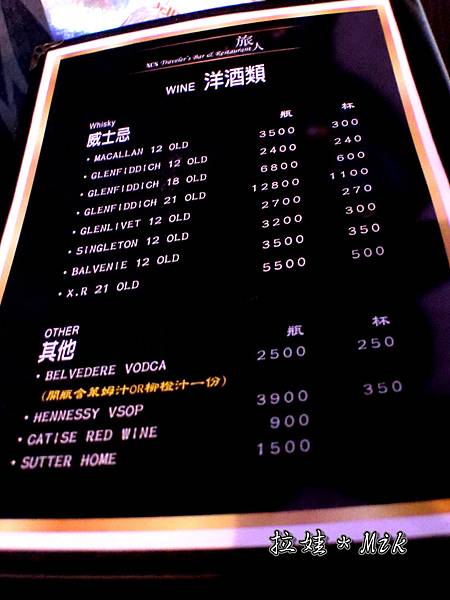 旅人
XCS Traveler's Bar & Restaurant
WINE 洋酒類
Whisky
威士忌 瓶 杯
·MACALLAN 12 OLD 3500 300
·GLENFIDDICH 12 OLD 2400 240
·GLENFIDDICH 18 OLD 6800 600
·GLENFIDDICH 21 OLD 12800 1100
·GLENLIVET 12 OLD 2700 270
·SINGLETON 12 OLD 3200 300
·BALVENIE 12 OLD 3500 350
·X.R 21 OLD 5500 500
OTHER
其他 瓶 杯
·BELVEDERE VODCA 2500 250
(開瓶含萊姆汁OR柳橙汁一份)
·HENNESSY VSOP 3900 350
·CATISE RED WINE 900
·SUTTER HOME 1500
拉娃*Mik